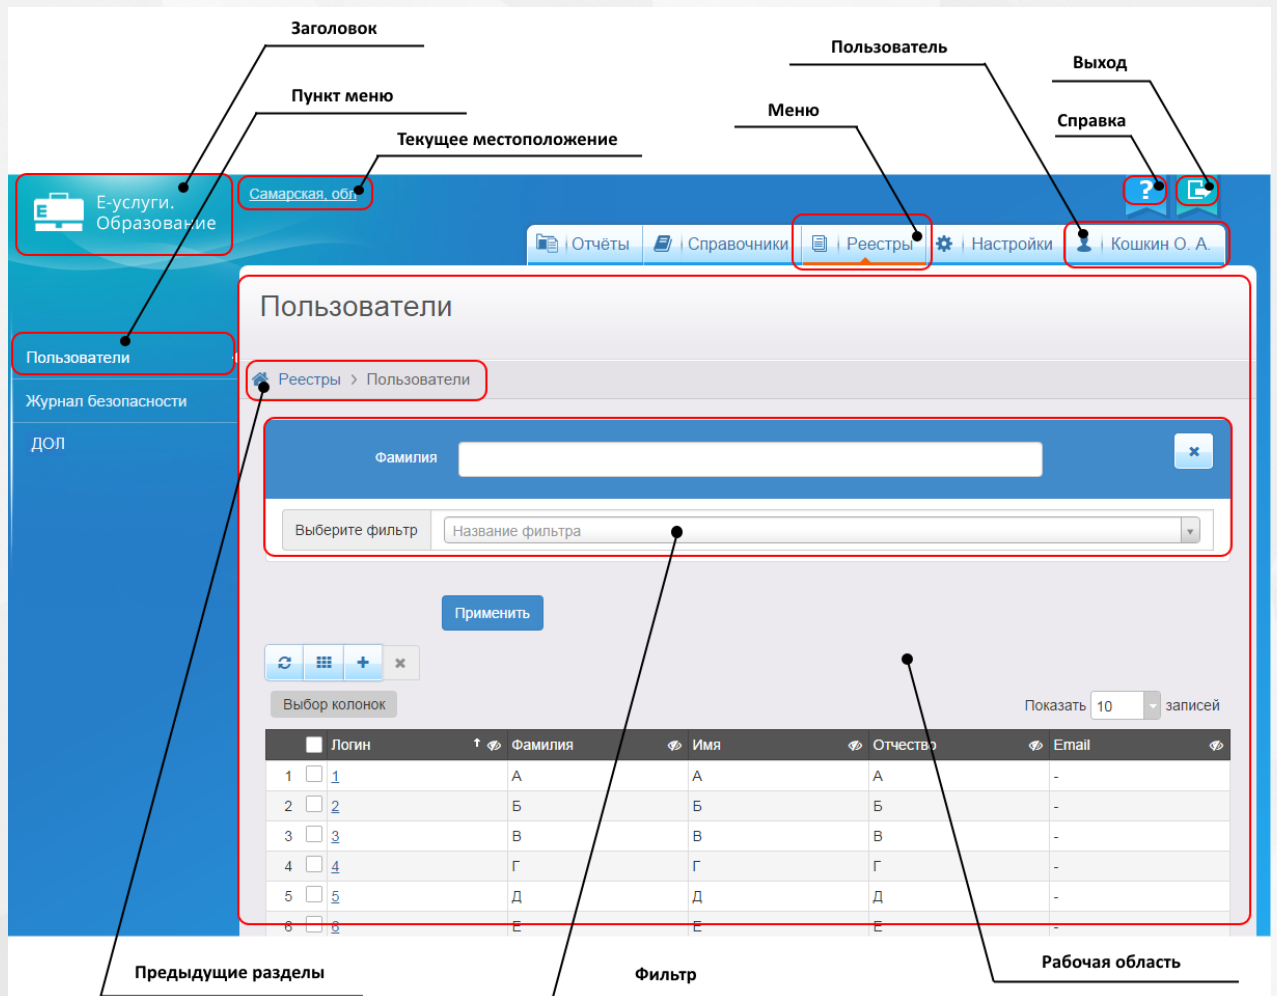 Заголовок
Пользователь
Выход
Пункт меню
Меню
Справка
Текущее местоположение
Е-услуги.
Образование
Самарская, обл
?
Отчёты
Справочники
Реестры
Настройки
Кошкин О. А.
Пользователи
Пользователи
Реестры > Пользователи
Журнал безопасности
ДОЛ
Фамилия
Выберите фильтр
Название фильтра
Применить
Выбор колонок
Показать 10 записей
Логин Фамилия Имя Отчество Email
1 1 А А А -
2 2 Б Б Б -
3 3 В В В -
4 4 Г Г Г -
5 5 Д Д Д -
6 6 Е Е Е -
Предыдущие разделы
Фильтр
Рабочая область